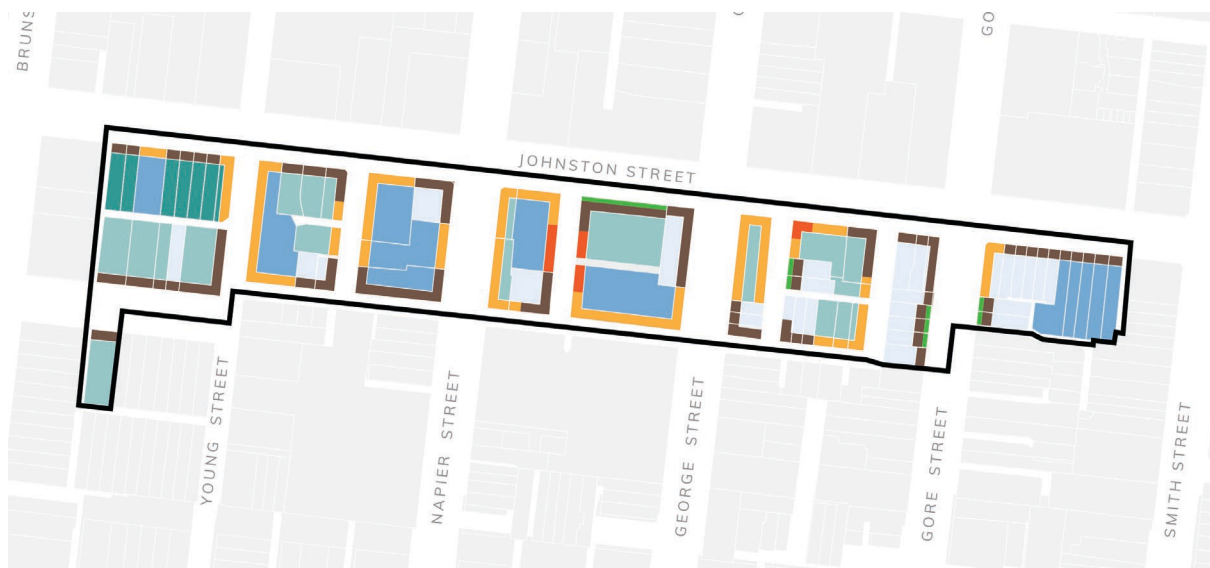 BRUNS
GO
JOHNSTON STREET
YOUNG STREET
NAPIER STREET
GEORGE STREET
GORE STREET
SMITH STREET